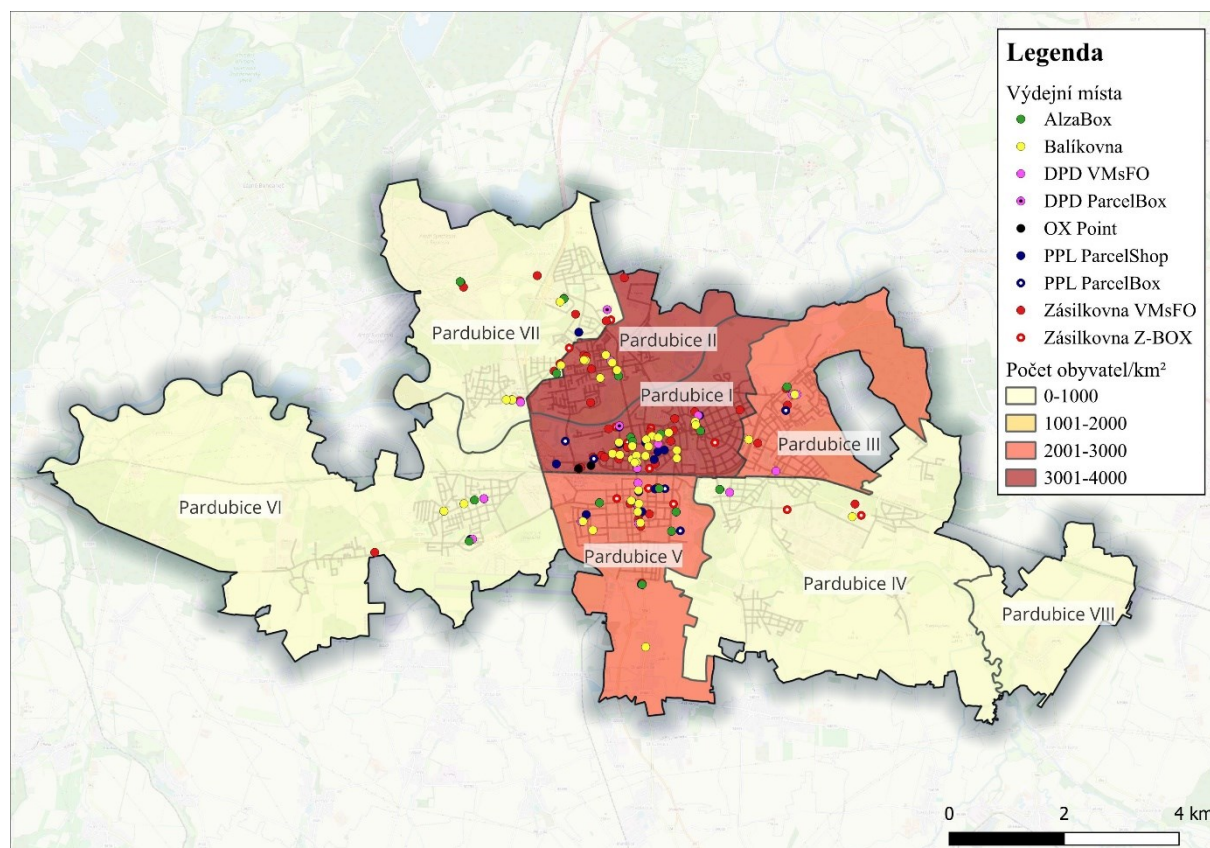 Legenda
Výdejní místa
AlzaBox
Balíkovna
DPD VMsFO
DPD ParcelBox
OX Point
PPL ParcelShop
PPL ParcelBox
Zásilkovna VMsFO
Zásilkovna Z-BOX
Počet obyvatel/km²
0-1000
1001-2000
2001-3000
3001-4000
Pardubice VII
Pardubice II
Pardubice I
Pardubice III
Pardubice VI
Pardubice V
Pardubice IV
Pardubice VIII
0 2 4 km